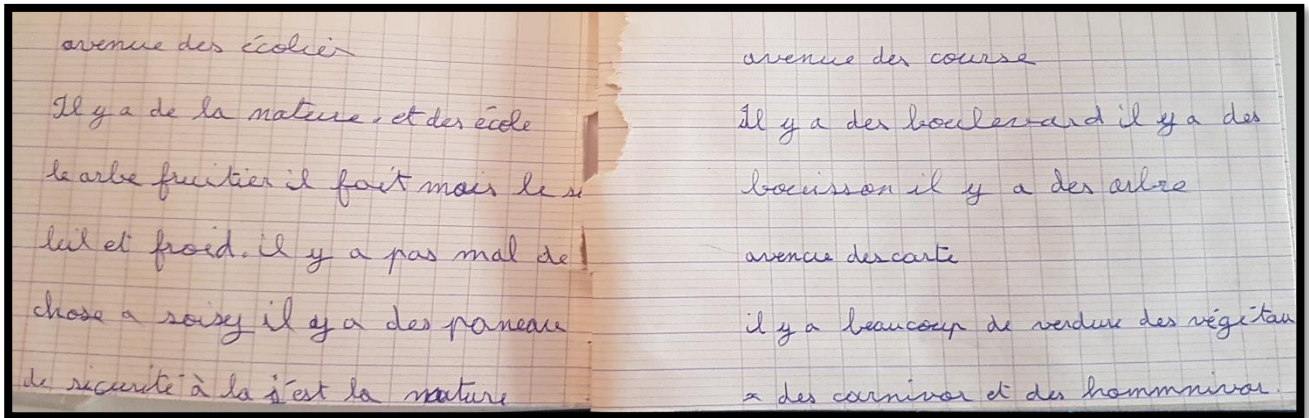 avenue des écolier
Il y a de la nature, et des école
le arbe fruitier il fait mais le s
leil et froid. il y a pas mal de
chose a soisy il y a des paneau
de sicurité à la c'est la nature
avenue des course
Il y a des boulevard il y a des
bouisson il y a des arbre
avenue descarte
il y a beaucoup de verdure des végétau
x des carnivor et des hommnivor.